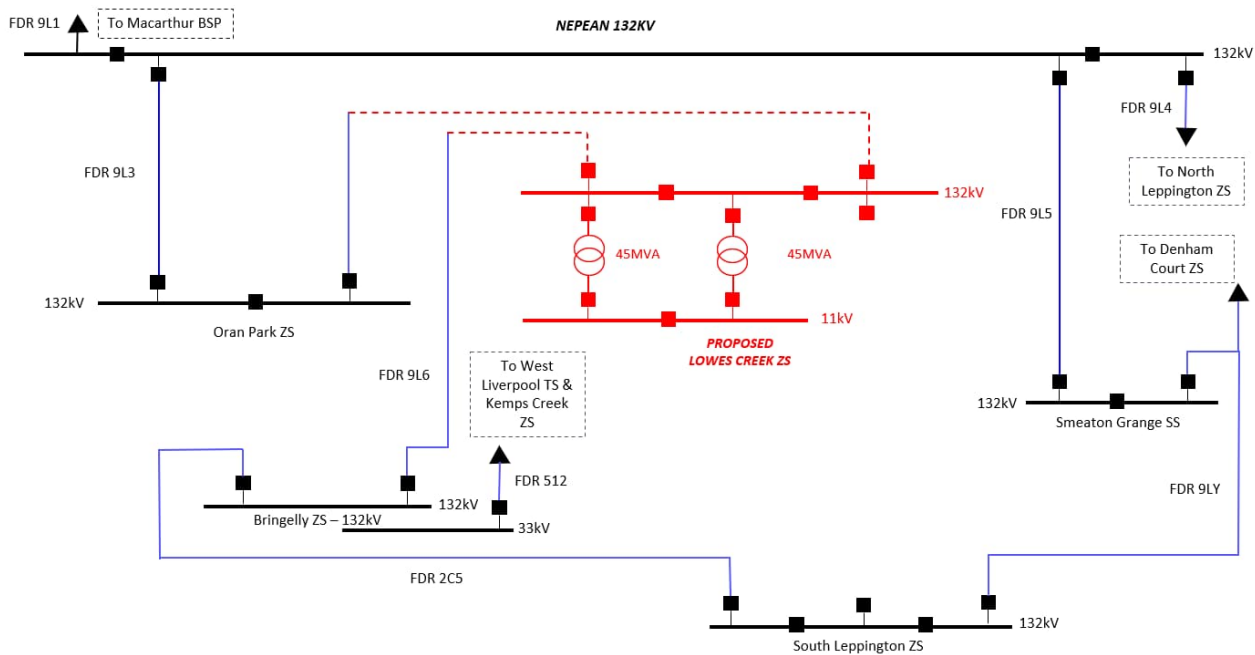 FDR 9L1
To Macarthur BSP
NEPEAN 132KV
132kV
FDR 9L4
FDR 9L3
To North
Leppington ZS
132kV
FDR 9L5
45MVA
45MVA
To Denham
Court ZS
132kV
Oran Park ZS
11kV
PROPOSED
LOWES CREEK ZS
FDR 9L6
To West
Liverpool TS &
Kemps Creek
ZS
132kV
Smeaton Grange SS
FDR 512
FDR 9LY
132kV
Bringelly ZS – 132kV
33kV
FDR 2C5
132kV
South Leppington ZS